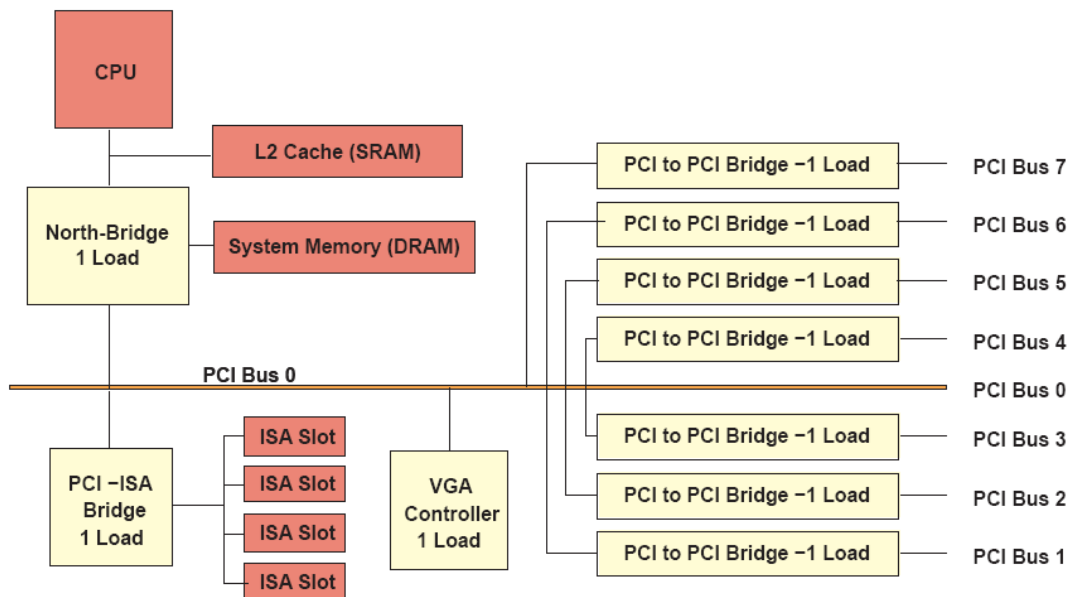 CPU
L2 Cache (SRAM)
North-Bridge
1 Load
System Memory (DRAM)
PCI to PCI Bridge −1 Load
PCI Bus 7
PCI to PCI Bridge −1 Load
PCI Bus 6
PCI to PCI Bridge −1 Load
PCI Bus 5
PCI to PCI Bridge −1 Load
PCI Bus 4
PCI Bus 0
PCI Bus 0
PCI −ISA
Bridge
1 Load
ISA Slot
ISA Slot
ISA Slot
ISA Slot
VGA
Controller
1 Load
PCI to PCI Bridge −1 Load
PCI Bus 3
PCI to PCI Bridge −1 Load
PCI Bus 2
PCI to PCI Bridge −1 Load
PCI Bus 1